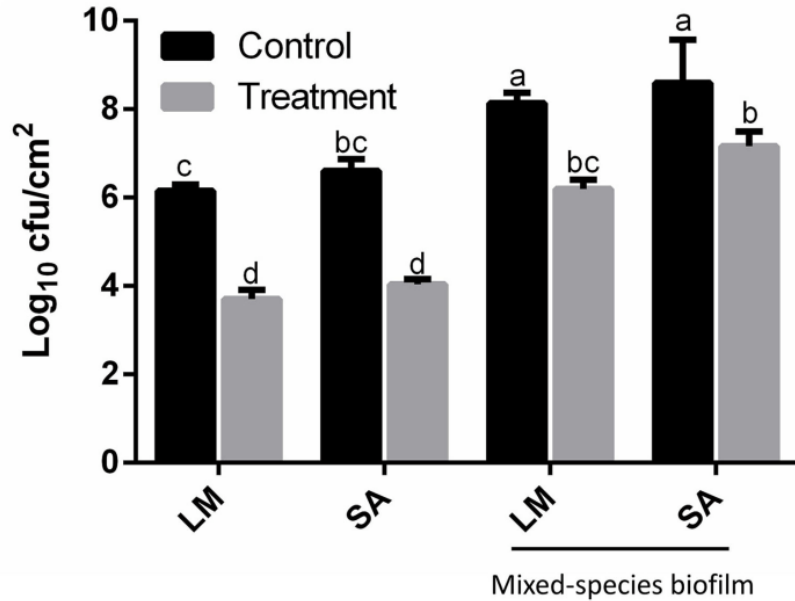 Log₁₀ cfu/cm²
10
8
6
4
2
0
Control
Treatment
c
d
bc
d
a
bc
a
b
LM
SA
LM
SA
Mixed-species biofilm